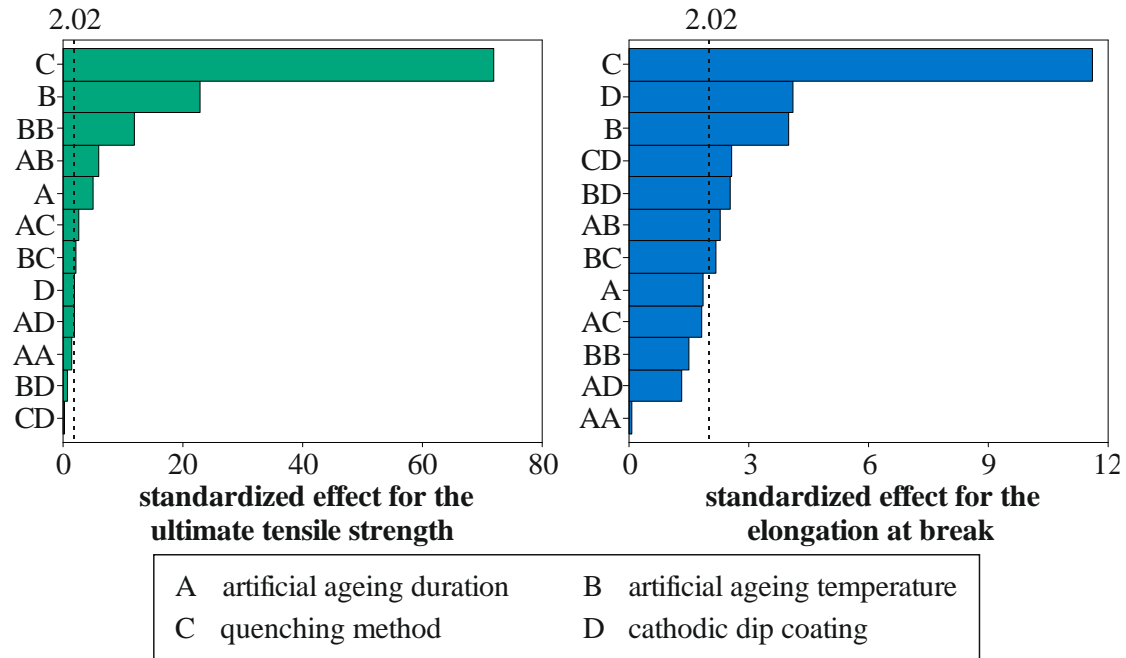 2.02
C
B
BB
AB
A
AC
BC
D
AD
AA
BD
CD
0 20 40 60 80
standardized effect for the
ultimate tensile strength
2.02
C
D
B
CD
BD
AB
BC
A
AC
BB
AD
AA
0 3 6 9 12
standardized effect for the
elongation at break
A artificial ageing duration B artificial ageing temperature
C quenching method D cathodic dip coating